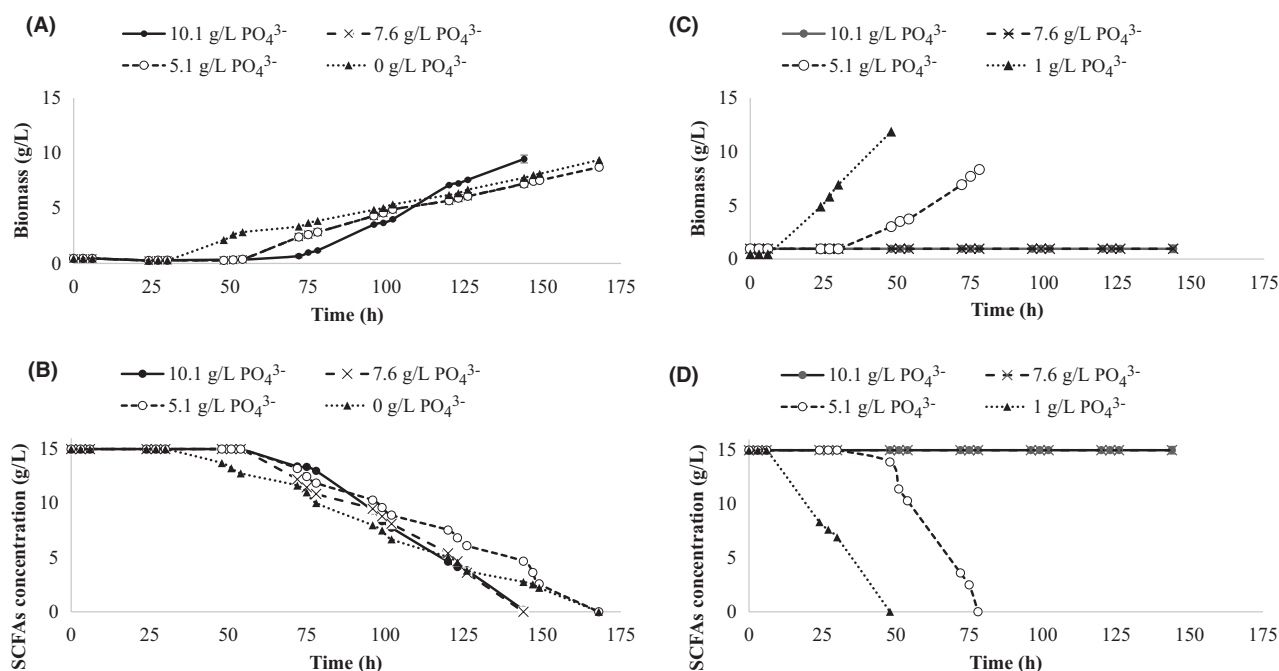 (A)
10.1 g/L PO₄³⁻ 7.6 g/L PO₄³⁻
5.1 g/L PO₄³⁻ 0 g/L PO₄³⁻
15
10
5
0
Biomass (g/L)
0 25 50 75 100 125 150 175
Time (h)
(C)
10.1 g/L PO₄³⁻ 7.6 g/L PO₄³⁻
5.1 g/L PO₄³⁻ 1 g/L PO₄³⁻
15
10
5
0
Biomass (g/L)
0 25 50 75 100 125 150 175
Time (h)
(B)
10.1 g/L PO₄³⁻ 7.6 g/L PO₄³⁻
5.1 g/L PO₄³⁻ 0 g/L PO₄³⁻
15
10
5
0
SCFAs concentration (g/L)
0 25 50 75 100 125 150 175
Time (h)
(D)
10.1 g/L PO₄³⁻ 7.6 g/L PO₄³⁻
5.1 g/L PO₄³⁻ 1 g/L PO₄³⁻
15
10
5
0
SCFAs concentration (g/L)
0 25 50 75 100 125 150 175
Time (h)